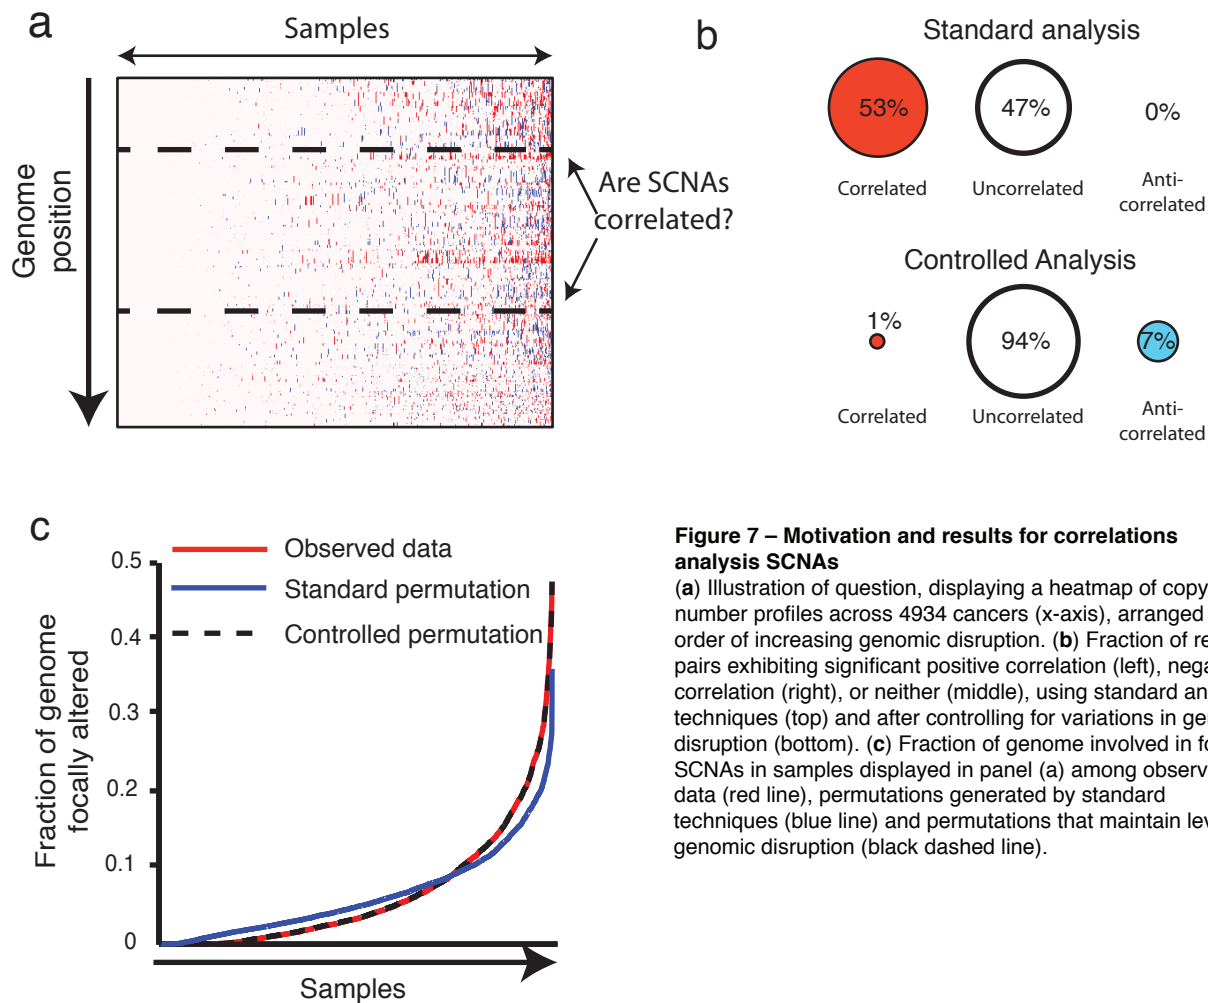 a
Samples
Genome
position
Are SCNAs
correlated?
b
Standard analysis
53%
47%
0%
Correlated
Uncorrelated
Anti-
correlated
Controlled Analysis
1%
94%
7%
Correlated
Uncorrelated
Anti-
correlated
c
Observed data
Standard permutation
Controlled permutation
0.5
0.4
0.3
0.2
0.1
0
Fraction of genome
focally altered
Samples
Figure 7 – Motivation and results for correlations
analysis SCNAs
(a) Illustration of question, displaying a heatmap of copy
number profiles across 4934 cancers (x-axis), arranged
order of increasing genomic disruption. (b) Fraction of
pairs exhibiting significant positive correlation (left),
correlation (right), or neither (middle), using standard
techniques (top) and after controlling for variations in
disruption (bottom). (c) Fraction of genome involved in
SCNAs in samples displayed in panel (a) among
data (red line), permutations generated by standard
techniques (blue line) and permutations that maintain
genomic disruption (black dashed line).